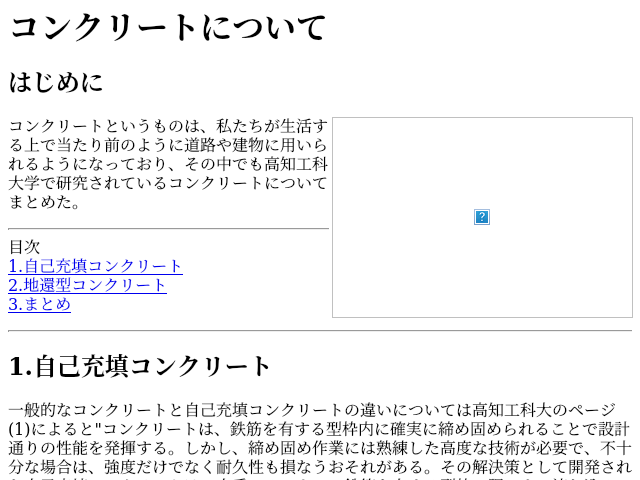 コンクリートについて
はじめに
コンクリートというものは、私たちが生活す
る上で当たり前のように道路や建物に用いら
れるようになっており、その中でも高知工科
大学で研究されているコンクリートについて
まとめた。
目次
1.自己充填コンクリート
2.地還型コンクリート
3.まとめ
1.自己充填コンクリート
一般的なコンクリートと自己充填コンクリートの違いについては高知工科大のページ
(1)によると"コンクリートは、鉄筋を有する型枠内に確実に締め固められることで設計
通りの性能を発揮する。しかし、締め固め作業には熟練した高度な技術が必要で、不十
分な場合は、強度だけでなく耐久性も損なうおそれがある。その解決策として開発され